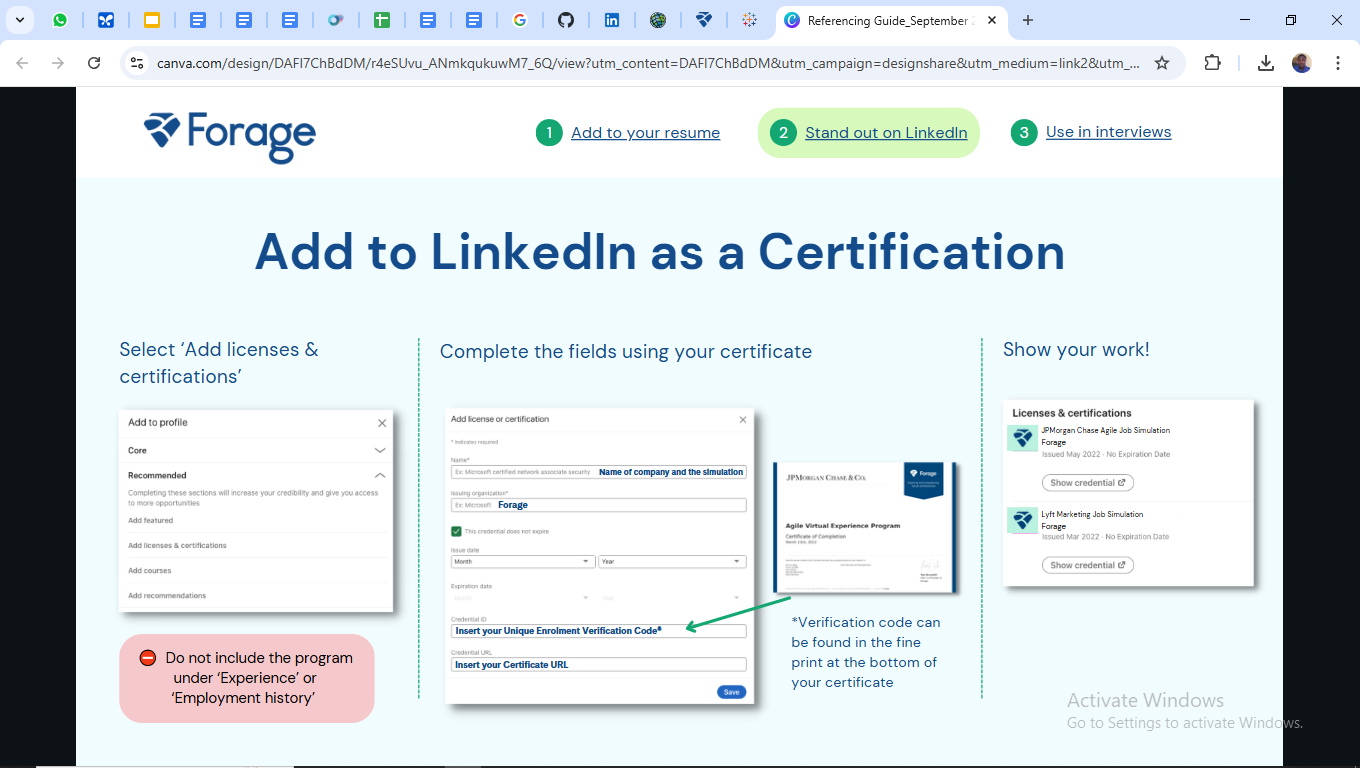 Referencing Guide_September 2
canva.com/design/DAFI7ChBdDM/r4eSUvu_ANmkqukuwM7_6Q/view?utm_content=DAFI7ChBdDM&utm_campaign=designshare&utm_medium=link2&utm_...
Forage
1 Add to your resume
2 Stand out on LinkedIn
3 Use in interviews
Add to LinkedIn as a Certification
Select ‘Add licenses &
certifications’
Add to profile
Core
Recommended
Completing these sections will increase your credibility and give you access
to more opportunities
Add featured
Add licenses & certifications
Add courses
Add recommendations
Do not include the program
under ‘Experience’ or
‘Employment history’
Complete the fields using your certificate
Add license or certification
* Indicates required
Name*
Ex: Microsoft certified network associate security Name of company and the simulation
Issuing organization*
Ex: Microsoft Forage
This credential does not expire
Issue date
Month Year
Expiration date
Month Year
Credential ID
Insert your Unique Enrolment Verification Code*
Credential URL
Insert your Certificate URL
Save
JPMORGAN CHASE & CO.
Forage
Agile Virtual Experience Program
Certificate of Completion
March 23rd, 2022
*Verification code can
be found in the fine
print at the bottom of
your certificate
Show your work!
Licenses & certifications
JPMorgan Chase Agile Job Simulation
Forage
Issued May 2022 · No Expiration Date
Show credential
Lyft Marketing Job Simulation
Forage
Issued Mar 2022 · No Expiration Date
Show credential
Activate Windows
Go to Settings to activate Windows.